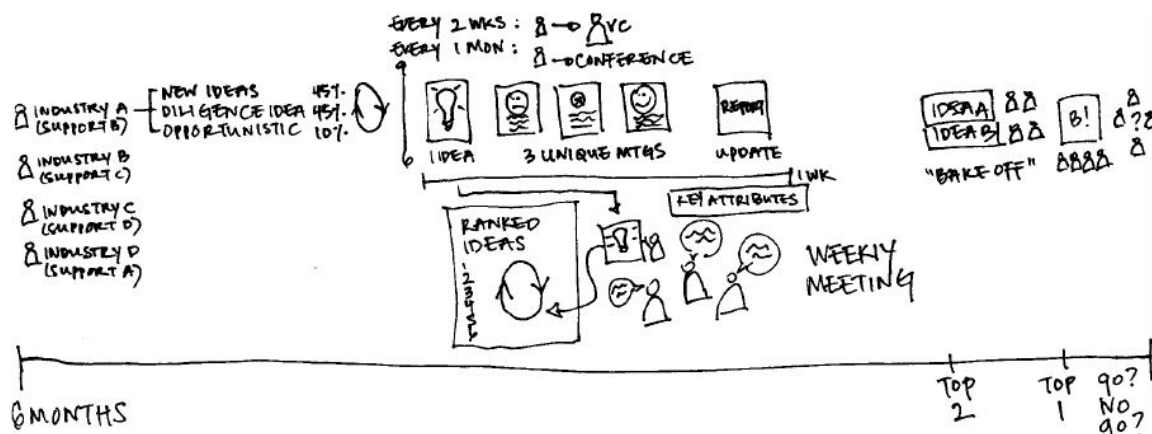 EVERY 2 WKS:
VC
EVERY 1 MON:
CONFERENCE
INDUSTRY A
(SUPPORT B)
NEW IDEAS 45%
DILIGENCE IDEA 45%
OPPORTUNISTIC 10%
INDUSTRY B
(SUPPORT C)
INDUSTRY C
(SUPPORT D)
INDUSTRY D
(SUPPORT A)
1 IDEA
3 UNIQUE MTGS
REPORT
UPDATE
1 WK
KEY ATTRIBUTES
RANKED
IDEAS
1
2
3
4
5
WEEKLY
MEETING
IDEA A
IDEA B
"BAKE OFF"
B!
?
6 MONTHS
TOP
2
TOP
1
GO?
NO
GO?